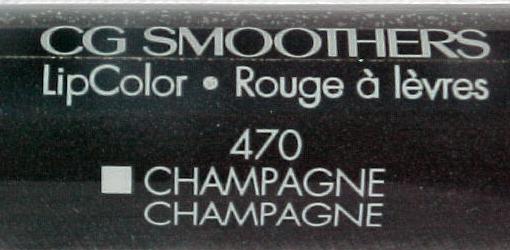 CG SMOOTHERS
LipColor • Rouge à lèvres
470
CHAMPAGNE
CHAMPAGNE